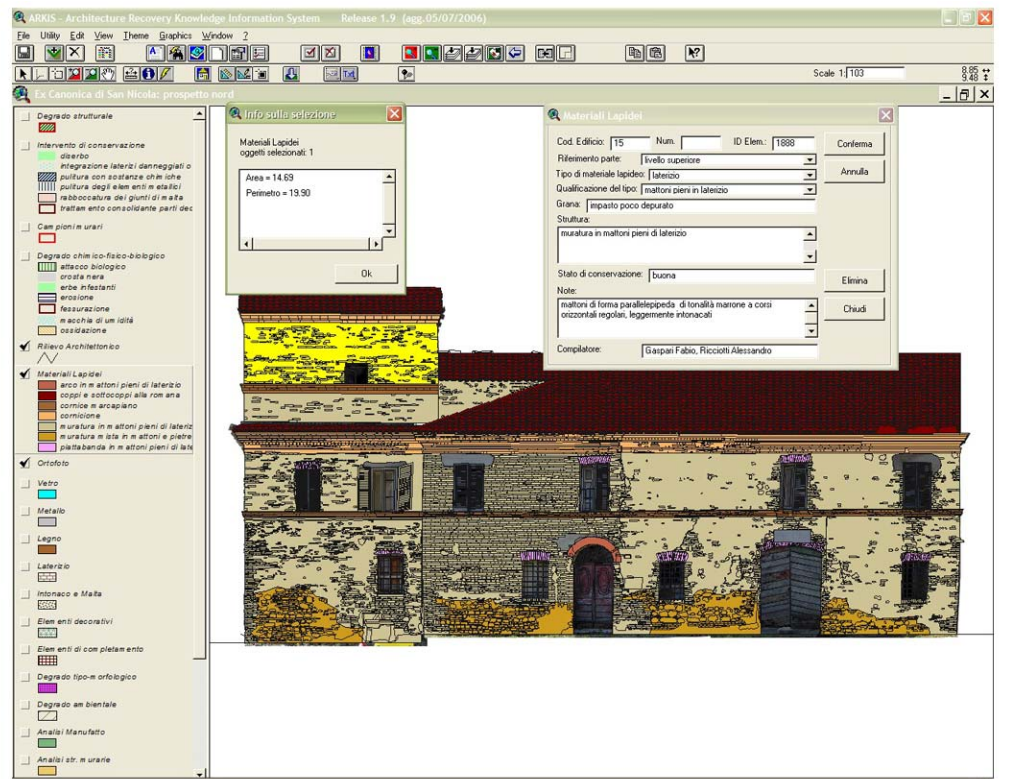 ARKIS - Architecture Recovery Knowledge Information System Release 1.9 (agg.05/07/2006)
File Utility Edit View Theme Graphics Window ?
Scale 1: 103
8.85
9.48
Ex Canonica di San Nicola: prospetto nord
Degrado strutturale
Intervento di conservazione
diserbo
integrazione laterizi danneggiati o
pulitura con sostanze chimiche
pulitura degli elementi metallici
rabboccatura dei giunti di malta
trattamento consolidante parti dec
Campioni murari
Degrado chimico-fisico-biologico
attacco biologico
crosta nera
erbe infestanti
erosione
fessurazione
macchia di umidità
ossidazione
Rilievo Architettonico
Materiali Lapidei
arco in mattoni pieni di laterizio
coppi e sottocoppi alla romana
cornice marcapiano
cornicione
muratura in mattoni pieni di lateriz
muratura mista in mattoni e pietre
piattabanda in mattoni pieni di late
Ortofoto
Vetro
Metallo
Legno
Laterizio
Intonaco e Malta
Elementi decorativi
Elementi di completamento
Degrado tipo-morfologico
Degrado ambientale
Analisi Manufatto
Analisi str. murarie
Info sulla selezione
Materiali Lapidei
oggetti selezionati: 1
Area = 14.69
Perimetro = 19.90
Ok
Materiali Lapidei
Cod. Edificio: 15 Num. ID Elem.: 1888 Conferma
Riferimento parte: livello superiore
Tipo di materiale lapideo: laterizio Annulla
Qualificazione del tipo: mattoni pieni in laterizio
Grana: impasto poco depurato
Struttura:
muratura in mattoni pieni di laterizio
Stato di conservazione: buona Elimina
Note:
mattoni di forma parallelepipeda di tonalità marrone a corsi
orizzontali regolari, leggermente intonacati
Chiudi
Compilatore: Gaspari Fabio, Ricciotti Alessandro